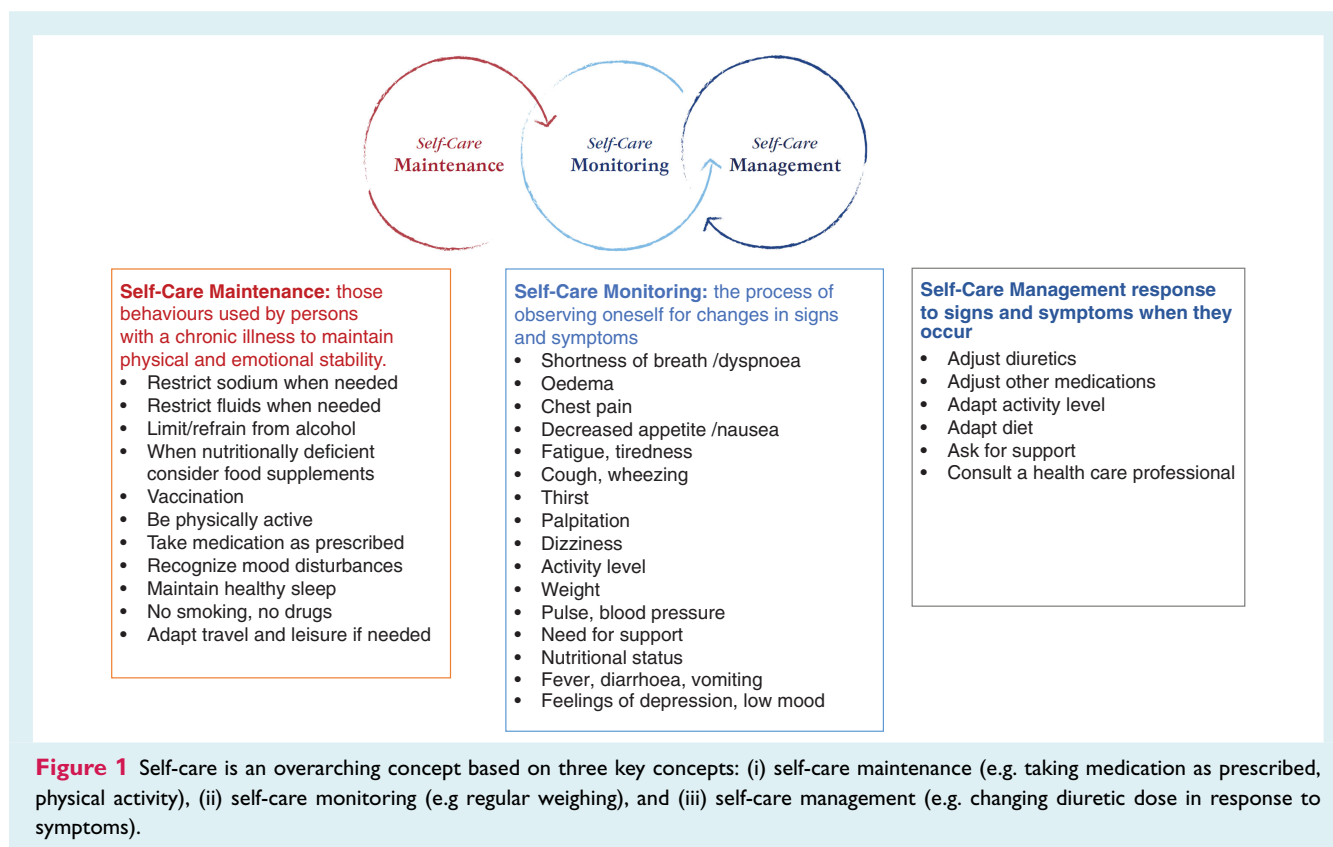 Self-Care
Maintenance
Self-Care
Monitoring
Self-Care
Management
Self-Care Maintenance: those
behaviours used by persons
with a chronic illness to maintain
physical and emotional stability.
• Restrict sodium when needed
• Restrict fluids when needed
• Limit/refrain from alcohol
• When nutritionally deficient
consider food supplements
• Vaccination
• Be physically active
• Take medication as prescribed
• Recognize mood disturbances
• Maintain healthy sleep
• No smoking, no drugs
• Adapt travel and leisure if needed
Self-Care Monitoring: the process of
observing oneself for changes in signs
and symptoms
• Shortness of breath /dyspnoea
• Oedema
• Chest pain
• Decreased appetite /nausea
• Fatigue, tiredness
• Cough, wheezing
• Thirst
• Palpitation
• Dizziness
• Activity level
• Weight
• Pulse, blood pressure
• Need for support
• Nutritional status
• Fever, diarrhoea, vomiting
• Feelings of depression, low mood
Self-Care Management response
to signs and symptoms when they
occur
• Adjust diuretics
• Adjust other medications
• Adapt activity level
• Adapt diet
• Ask for support
• Consult a health care professional
Figure 1 Self-care is an overarching concept based on three key concepts: (i) self-care maintenance (e.g. taking medication as prescribed,
physical activity), (ii) self-care monitoring (e.g regular weighing), and (iii) self-care management (e.g. changing diuretic dose in response to
symptoms).